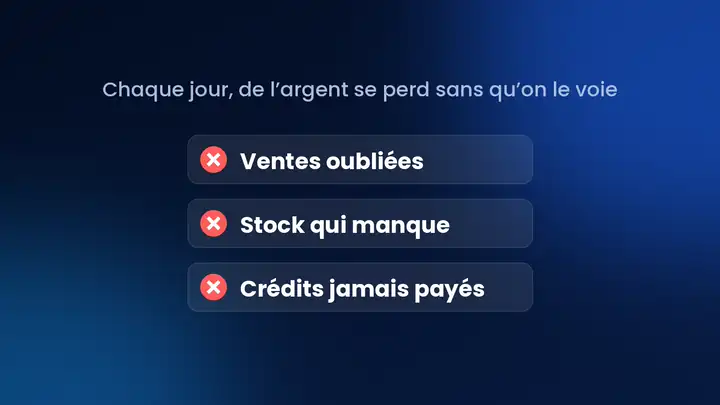 Chaque jour, de l’argent se perd sans qu’on le voie
Ventes oubliées
Stock qui manque
Crédits jamais payés